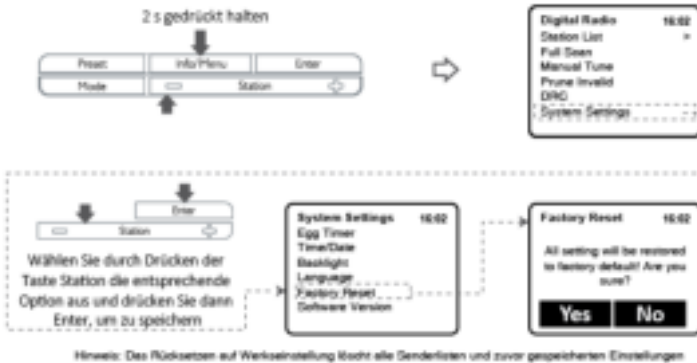 2 s gedrückt halten
Preset Info/Menu Enter
Mode Station
Digital Radio 16:02
Station List >
Full Scan
Manual Tune
Prune Invalid
DRC
System Settings
Enter
Station
Wählen Sie durch Drücken der
Taste Station die entsprechende
Option aus und drücken Sie dann
Enter, um zu speichern
System Settings 16:02
Egg Timer
Time/Date
Backlight
Language
Factory Reset
Software Version
Factory Reset 16:02
All setting will be restored
to factory default! Are you
sure?
Yes No
Hinweis: Das Rücksetzen auf Werkseinstellung löscht alle Senderlisten und zuvor gespeicherten Einstellungen